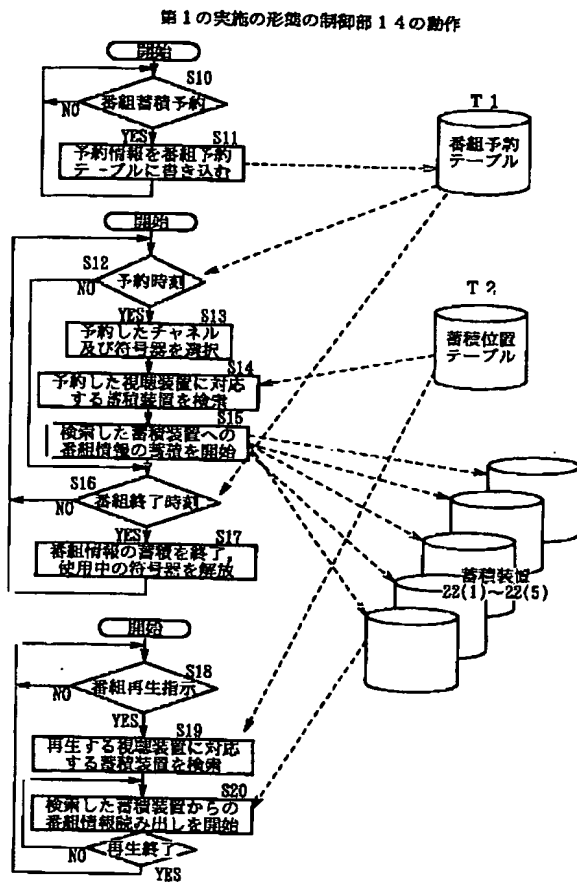 第１の実施の形態の制御部１４の動作
開始
S10
番組蓄積予約
NO
YES
S11
予約情報を番組予約
テーブルに書き込む
T1
番組予約
テーブル
開始
S12
予約時刻
NO
YES
S13
予約したチャネル
及び符号器を選択
S14
予約した視聴装置に対応
する蓄積装置を検索
S15
検索した蓄積装置への
番組情報の蓄積を開始
T2
蓄積位置
テーブル
S16
番組終了時刻
NO
YES
S17
番組情報の蓄積を終了，
使用中の符号器を解放
蓄積装置
22(1)～22(5)
開始
S18
番組再生指示
NO
YES
S19
再生する視聴装置に対応
する蓄積装置を検索
S20
検索した蓄積装置からの
番組情報読み出しを開始
再生終了
NO
YES